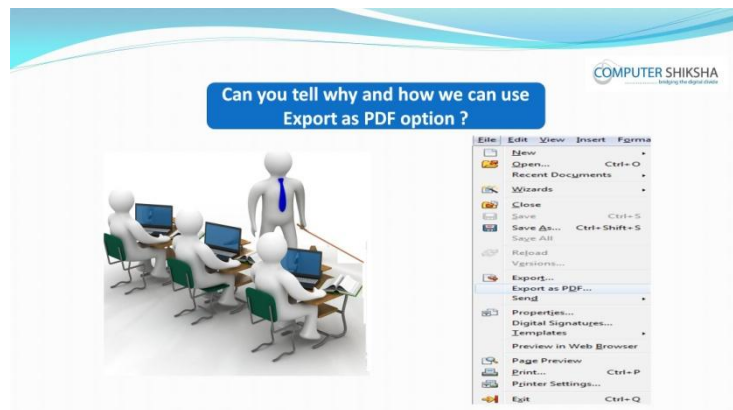 COMPUTER SHIKSHA
bridging the digital divide
Can you tell why and how we can use
Export as PDF option ?
File Edit View Insert Forma
New
Open... Ctrl+O
Recent Documents
Wizards
Close
Save Ctrl+S
Save As... Ctrl+Shift+S
Save All
Reload
Versions...
Export...
Export as PDF...
Send
Properties...
Digital Signatures...
Templates
Preview in Web Browser
Page Preview
Print... Ctrl+P
Printer Settings...
Exit Ctrl+Q